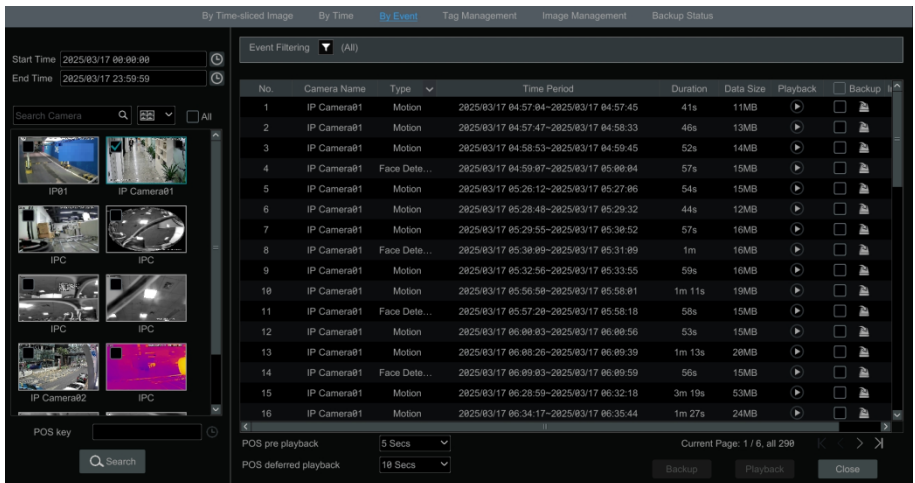 By Time-sliced Image By Time By Event Tag Management Image Management Backup Status
Start Time 2025/03/17 00:00:00
End Time 2025/03/17 23:59:59
Search Camera All
IP01 IP Camera01
IPC IPC
IPC IPC
IP Camera02 IPC
POS key
Search
Event Filtering (All)
No. Camera Name Type Time Period Duration Data Size Playback Backup
1 IP Camera01 Motion 2025/03/17 04:57:04~2025/03/17 04:57:45 41s 11MB
2 IP Camera01 Motion 2025/03/17 04:57:47~2025/03/17 04:58:33 46s 13MB
3 IP Camera01 Motion 2025/03/17 04:58:53~2025/03/17 04:59:45 52s 14MB
4 IP Camera01 Face Dete... 2025/03/17 04:59:07~2025/03/17 05:00:04 57s 15MB
5 IP Camera01 Motion 2025/03/17 05:26:12~2025/03/17 05:27:06 54s 15MB
6 IP Camera01 Motion 2025/03/17 05:28:48~2025/03/17 05:29:32 44s 12MB
7 IP Camera01 Motion 2025/03/17 05:29:55~2025/03/17 05:30:52 57s 16MB
8 IP Camera01 Face Dete... 2025/03/17 05:30:09~2025/03/17 05:31:09 1m 16MB
9 IP Camera01 Motion 2025/03/17 05:32:56~2025/03/17 05:33:55 59s 16MB
10 IP Camera01 Motion 2025/03/17 05:56:50~2025/03/17 05:58:01 1m 11s 19MB
11 IP Camera01 Face Dete... 2025/03/17 05:57:20~2025/03/17 05:58:18 58s 15MB
12 IP Camera01 Motion 2025/03/17 06:00:03~2025/03/17 06:00:56 53s 15MB
13 IP Camera01 Motion 2025/03/17 06:08:26~2025/03/17 06:09:39 1m 13s 20MB
14 IP Camera01 Face Dete... 2025/03/17 06:09:03~2025/03/17 06:09:59 56s 15MB
15 IP Camera01 Motion 2025/03/17 06:28:59~2025/03/17 06:32:18 3m 19s 53MB
16 IP Camera01 Motion 2025/03/17 06:34:17~2025/03/17 06:35:44 1m 27s 24MB
POS pre playback 5 Secs Current Page: 1 / 6, all 290
POS deferred playback 10 Secs
Backup Playback Close